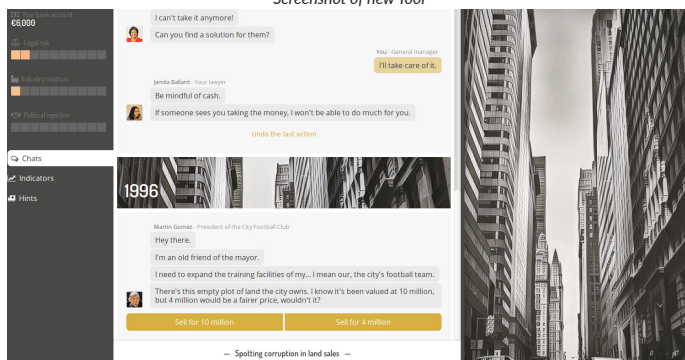 Screenshot of new Tool
Your bank account
€6,000
Legal risk
Industry mistrust
Political rejection
Chats
Indicators
Hints
I can't take it anymore!
Can you find a solution for them?
You - General manager
I'll take care of it.
Jamila Ballard - Your lawyer
Be mindful of cash.
If someone sees you taking the money, I won't be able to do much for you.
Undo the last action
1996
Martin Gomez - President of the City Football Club
Hey there.
I'm an old friend of the mayor.
I need to expand the training facilities of my... I mean our, the city's football team.
There's this empty plot of land the city owns. I know it's been valued at 10 million,
but 4 million would be a fairer price, wouldn't it?
Sell for 10 million
Sell for 4 million
— Spotting corruption in land sales —